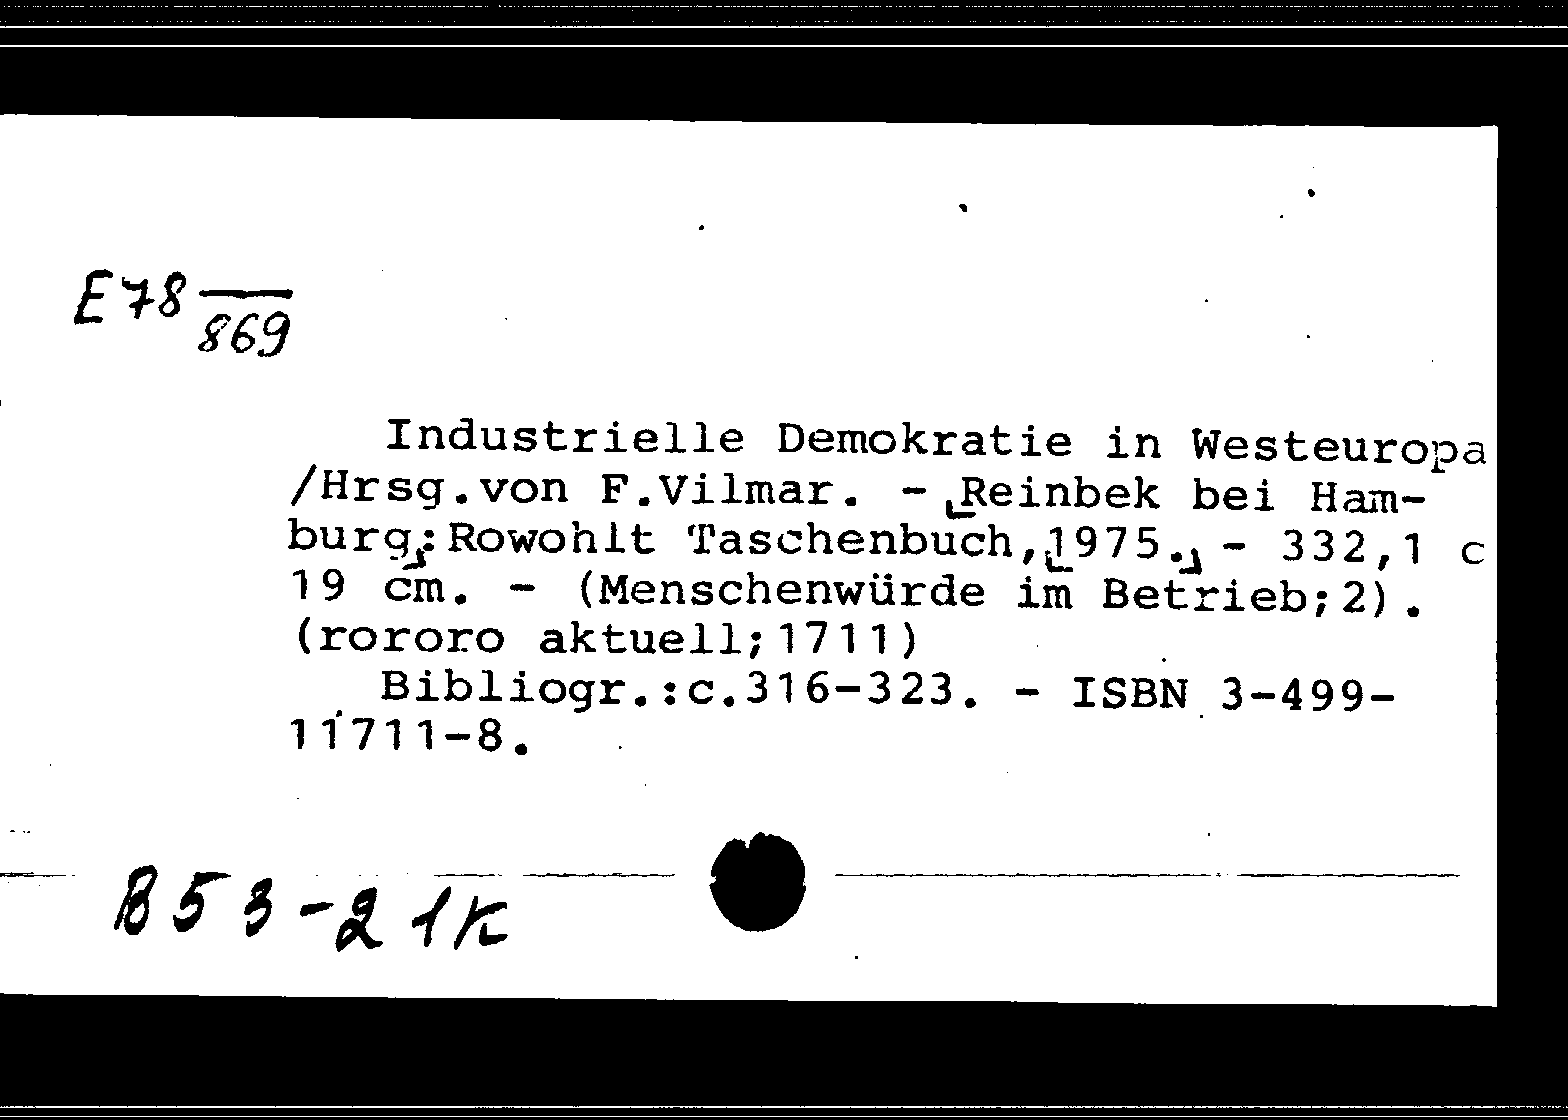 E78 869
Industrielle Demokratie in Westeuropa
/Hrsg.von F.Vilmar. - [Reinbek bei Ham-
burg]:Rowohlt Taschenbuch,[1975.] - 332,1 c
19 cm. - (Menschenwürde im Betrieb;2).
(rororo aktuell;1711)
Bibliogr.:c.316-323. - ISBN 3-499-
11711-8.
B53-21K